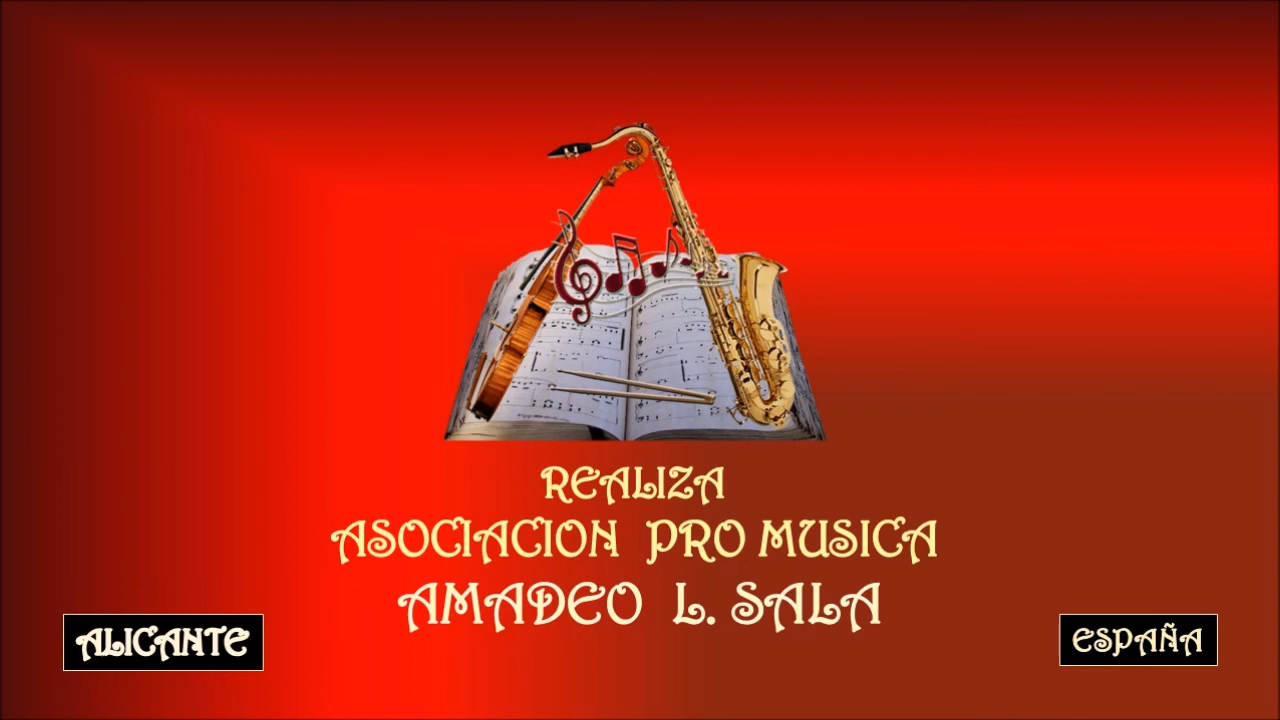 REALIZA
ASOCIACION PRO MUSICA
AMADEO L. SALA
ALICANTE
ESPAÑA